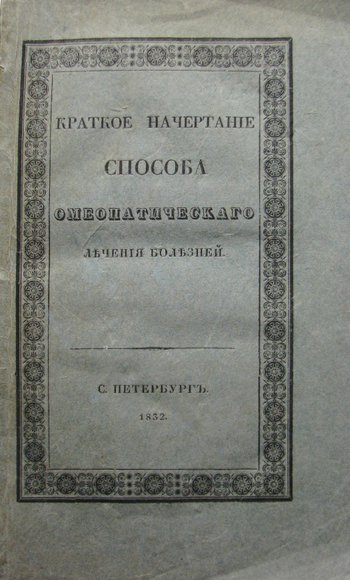 КРАТКОЕ НАЧЕРТАНІЕ
СПОСОБА
ОМЕОПАТИЧЕСКАГО
ЛѢЧЕНІЯ БОЛѢЗНЕЙ.
С. ПЕТЕРБУРГЪ.
1832.